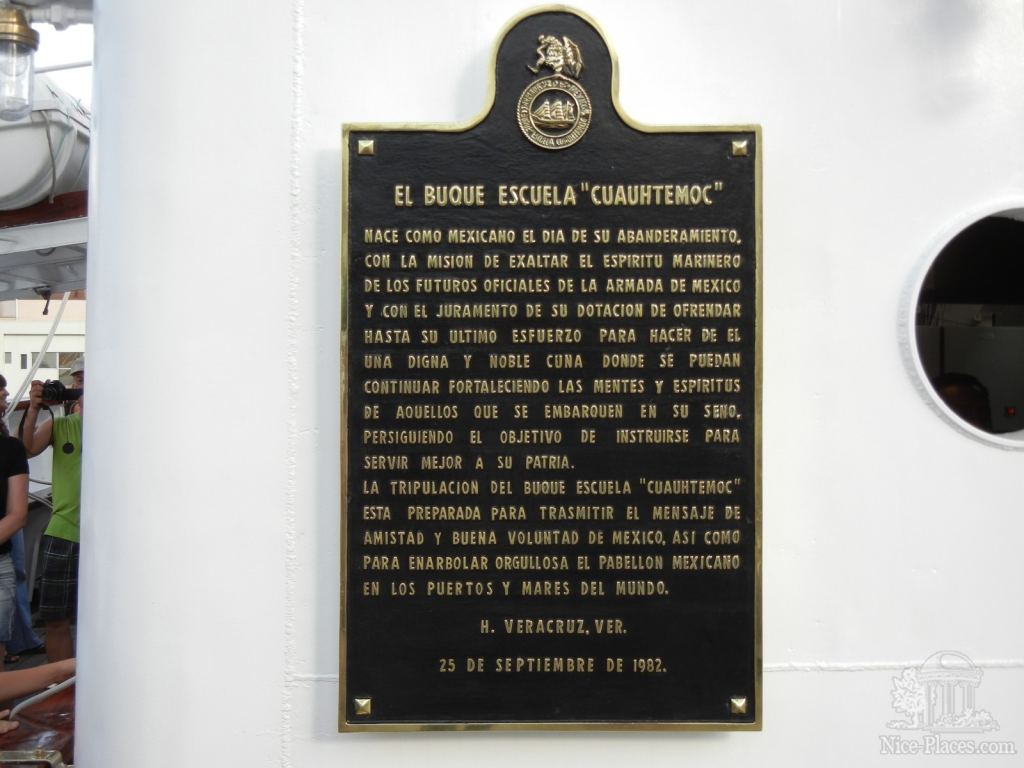 EL BUQUE ESCUELA "CUAUHTEMOC"
NACE COMO MEXICANO EL DIA DE SU ABANDERAMIENTO,
CON LA MISION DE EXALTAR EL ESPIRITU MARINERO
DE LOS FUTUROS OFICIALES DE LA ARMADA DE MEXICO
Y CON EL JURAMENTO DE SU DOTACION DE OFRENDAR
HASTA SU ULTIMO ESFUERZO PARA HACER DE EL
UNA DIGNA Y NOBLE CUNA DONDE SE PUEDAN
CONTINUAR FORTALECIENDO LAS MENTES Y ESPIRITUS
DE AQUELLOS QUE SE EMBARQUEN EN SU SENO,
PERSIGUIENDO EL OBJETIVO DE INSTRUIRSE PARA
SERVIR MEJOR A SU PATRIA.
LA TRIPULACION DEL BUQUE ESCUELA "CUAUHTEMOC"
ESTA PREPARADA PARA TRASMITIR EL MENSAJE DE
AMISTAD Y BUENA VOLUNTAD DE MEXICO, ASI COMO
PARA ENARBOLAR ORGULLOSA EL PABELLON MEXICANO
EN LOS PUERTOS Y MARES DEL MUNDO.
H. VERACRUZ, VER.
25 DE SEPTIEMBRE DE 1982.
Nice-Places.com